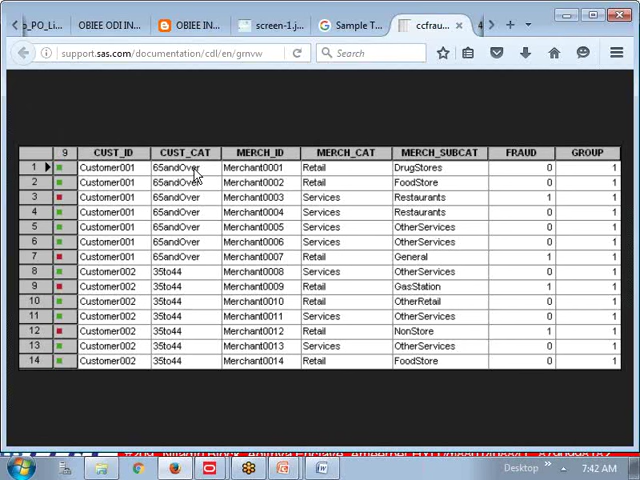 _PO_Li...
OBIEE ODI IN...
OBIEE IN...
screen-1.j...
Sample T...
ccfrau...
support.sas.com/documentation/cdl/en/grnvw
Search
9 CUST_ID CUST_CAT MERCH_ID MERCH_CAT MERCH_SUBCAT FRAUD GROUP
1 Customer001 65andOver Merchant0001 Retail DrugStores 0 1
2 Customer001 65andOver Merchant0002 Retail FoodStore 0 1
3 Customer001 65andOver Merchant0003 Services Restaurants 1 1
4 Customer001 65andOver Merchant0004 Services Restaurants 0 1
5 Customer001 65andOver Merchant0005 Services OtherServices 0 1
6 Customer001 65andOver Merchant0006 Services OtherServices 0 1
7 Customer001 65andOver Merchant0007 Retail General 1 1
8 Customer002 35to44 Merchant0008 Services OtherServices 0 1
9 Customer002 35to44 Merchant0009 Retail GasStation 1 1
10 Customer002 35to44 Merchant0010 Retail OtherRetail 0 1
11 Customer002 35to44 Merchant0011 Services OtherServices 0 1
12 Customer002 35to44 Merchant0012 Retail NonStore 1 1
13 Customer002 35to44 Merchant0013 Services OtherServices 0 1
14 Customer002 35to44 Merchant0014 Retail FoodStore 0 1
Desktop
7:42 AM